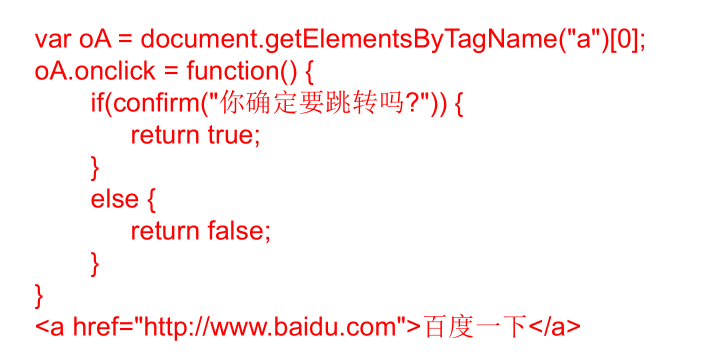 var oA = document.getElementsByTagName("a")[0];
oA.onclick = function() {
if(confirm("你确定要跳转吗?")) {
return true;
}
else {
return false;
}
}
<a href="http://www.baidu.com">百度一下</a>